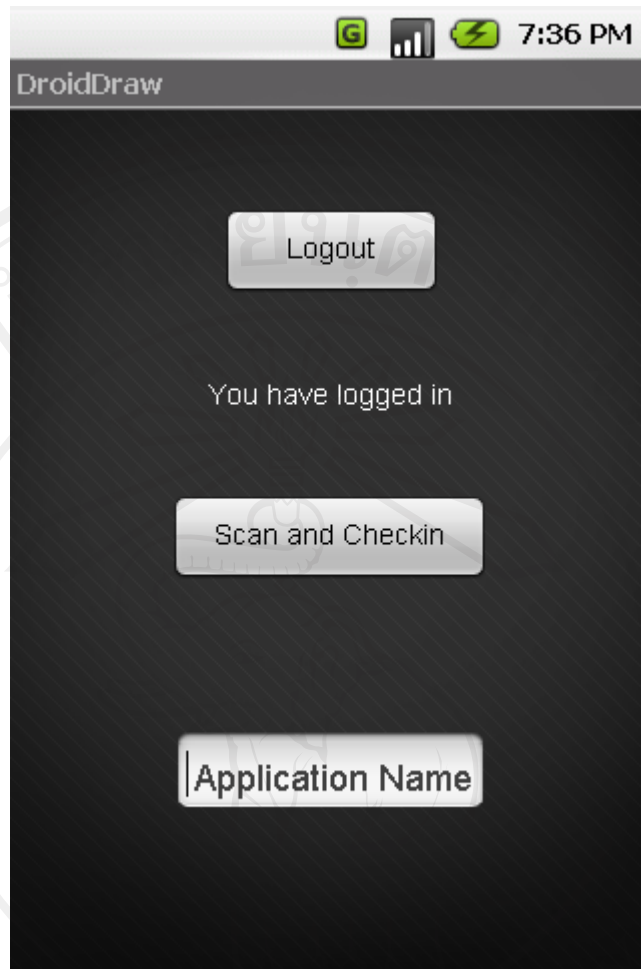 G 7:36 PM
DroidDraw
Logout
You have logged in
Scan and Checkin
Application Name